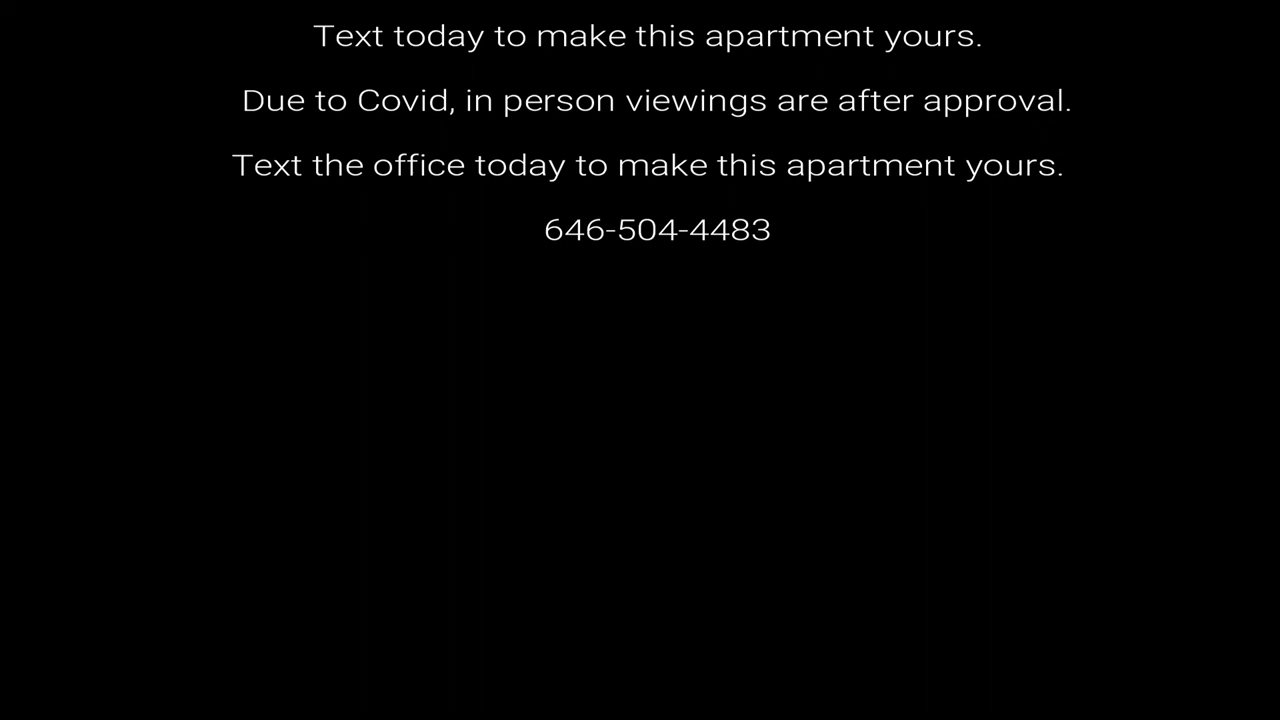 Text today to make this apartment yours.
Due to Covid, in person viewings are after approval.
Text the office today to make this apartment yours.
646-504-4483